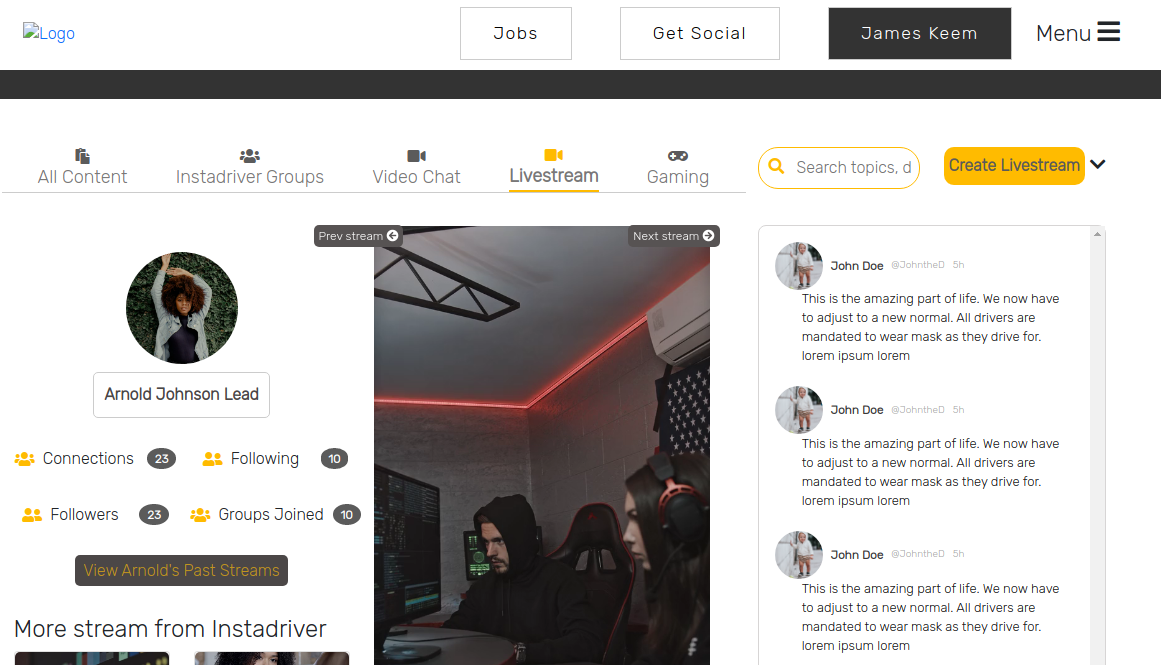 Logo
Jobs
Get Social
James Keem
Menu
All Content
Instadriver Groups
Video Chat
Livestream
Gaming
Search topics, d
Create Livestream
Prev stream
Next stream
Arnold Johnson Lead
Connections 23
Following 10
Followers 23
Groups Joined 10
View Arnold's Past Streams
More stream from Instadriver
John Doe @JohntheD 5h
This is the amazing part of life. We now have
to adjust to a new normal. All drivers are
mandated to wear mask as they drive for.
lorem ipsum lorem
John Doe @JohntheD 5h
This is the amazing part of life. We now have
to adjust to a new normal. All drivers are
mandated to wear mask as they drive for.
lorem ipsum lorem
John Doe @JohntheD 5h
This is the amazing part of life. We now have
to adjust to a new normal. All drivers are
mandated to wear mask as they drive for.
lorem ipsum lorem